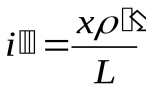 i = xρ / L